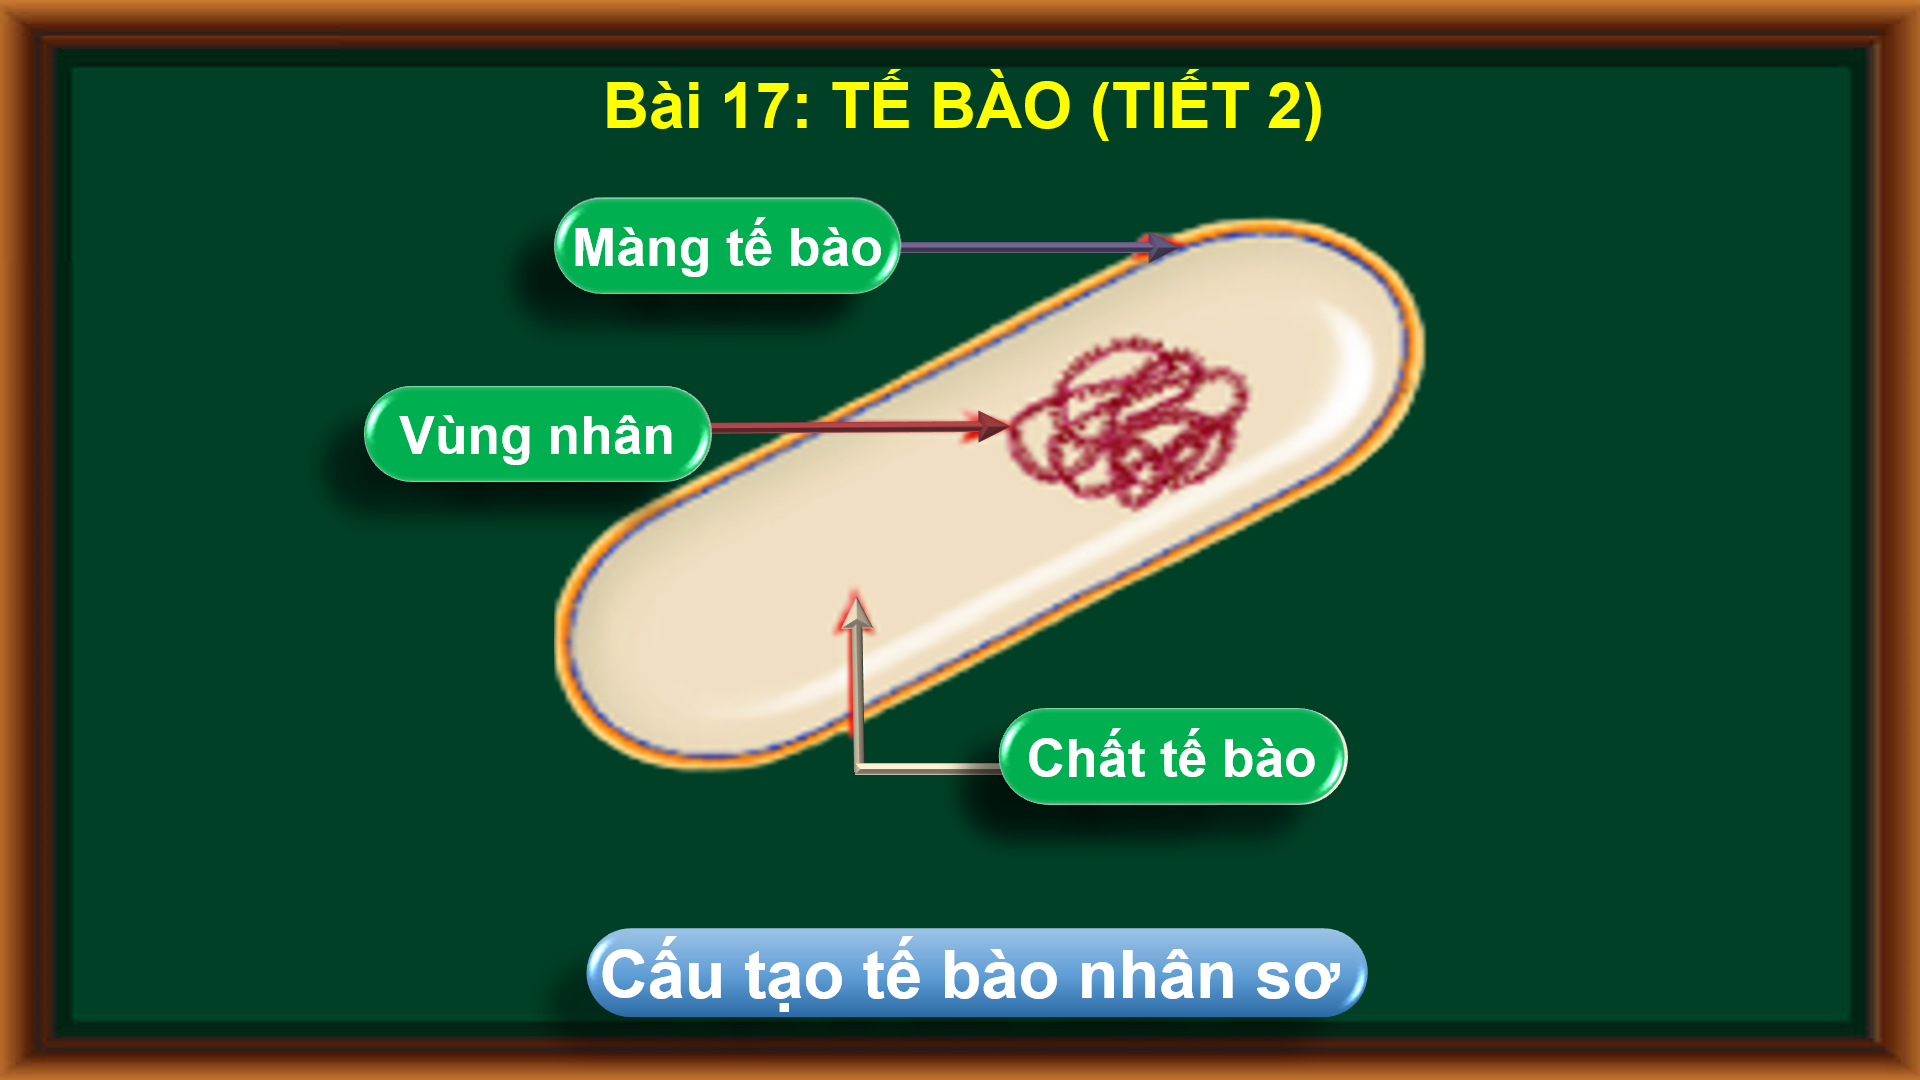 Bài 17: TẾ BÀO (TIẾT 2)
Màng tế bào
Vùng nhân
Chất tế bào
Cấu tạo tế bào nhân sơ